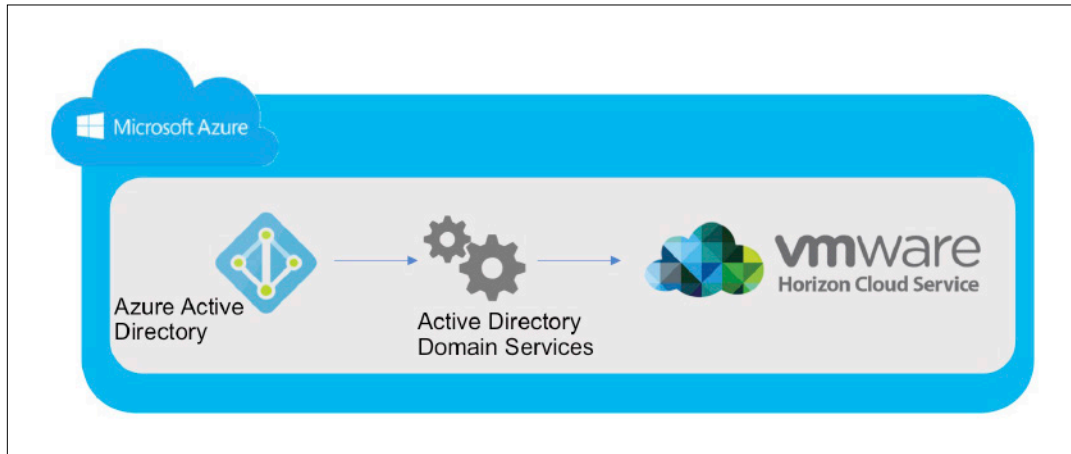 Microsoft Azure
Azure Active
Directory
Active Directory
Domain Services
vmware
Horizon Cloud Service